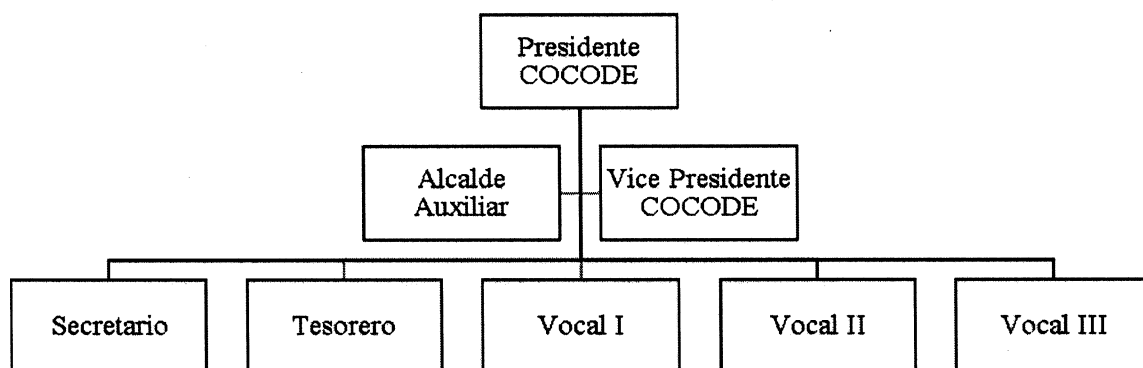 Presidente
COCODE
Alcalde
Auxiliar
Vice Presidente
COCODE
Secretario
Tesorero
Vocal I
Vocal II
Vocal III